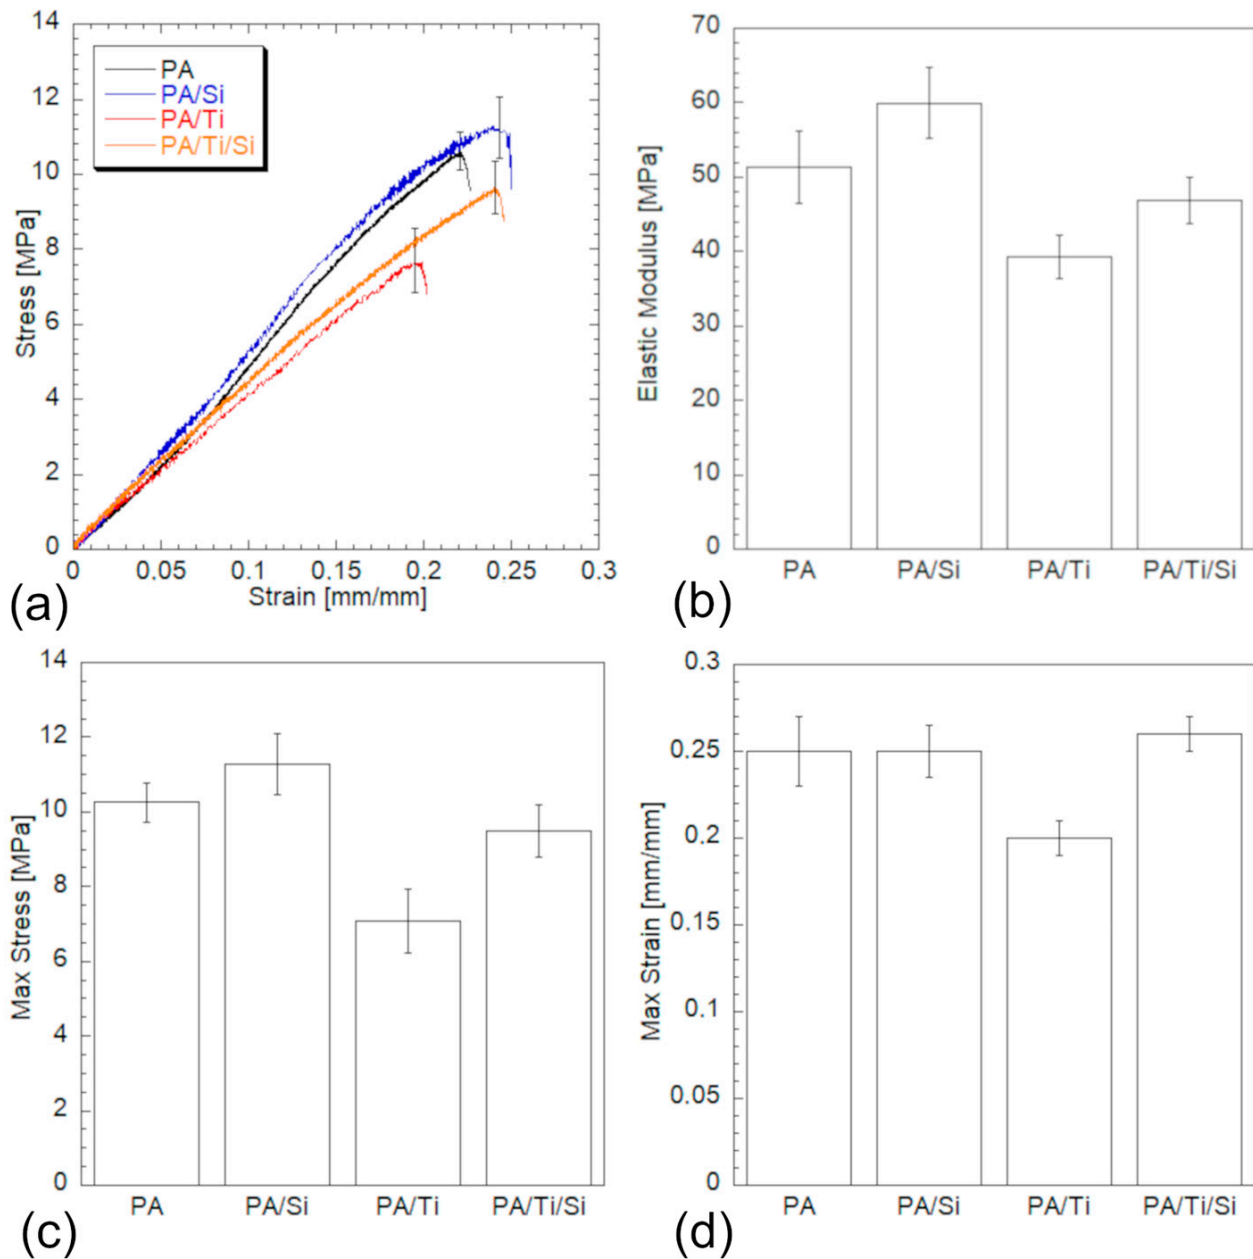 14
12
10
8
6
4
2
0
Stress [MPa]
PA
PA/Si
PA/Ti
PA/Ti/Si
0 0.05 0.1 0.15 0.2 0.25 0.3
Strain [mm/mm]
(a)
70
60
50
40
30
20
10
0
Elastic Modulus [MPa]
PA PA/Si PA/Ti PA/Ti/Si
(b)
14
12
10
8
6
4
2
0
Max Stress [MPa]
PA PA/Si PA/Ti PA/Ti/Si
(c)
0.3
0.25
0.2
0.15
0.1
0.05
0
Max Strain [mm/mm]
PA PA/Si PA/Ti PA/Ti/Si
(d)